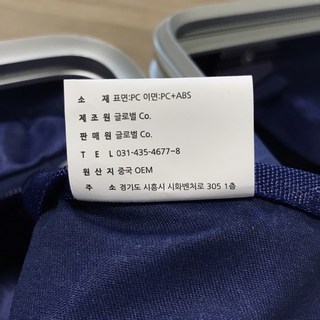 소 재 표면:PC 이면:PC+ABS
제 조 원 글로벌 Co.
판 매 원 글로벌 Co.
T E L 031-435-4677~8
원 산 지 중국 OEM
주 소 경기도 시흥시 시화벤처로 305 1층